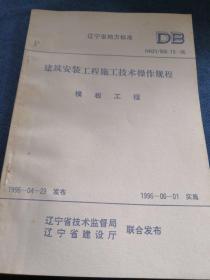 辽宁省地方标准
DB
建筑安装工程施工技术操作规程
模板工程
1996-04-23 发布
1996-06-01 实施
辽宁省技术监督局
辽宁省建设厅
联合发布